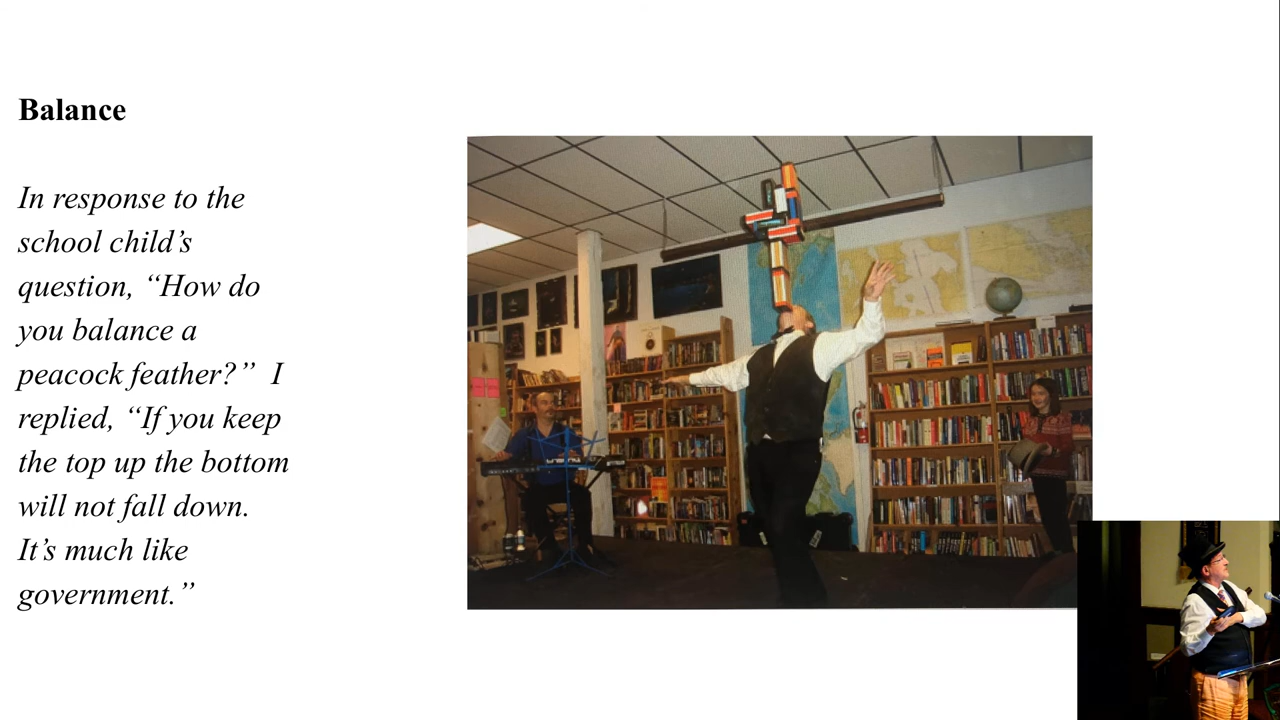 Balance
In response to the
school child’s
question, “How do
you balance a
peacock feather?”  I
replied, “If you keep
the top up the bottom
will not fall down.
It’s much like
government.”